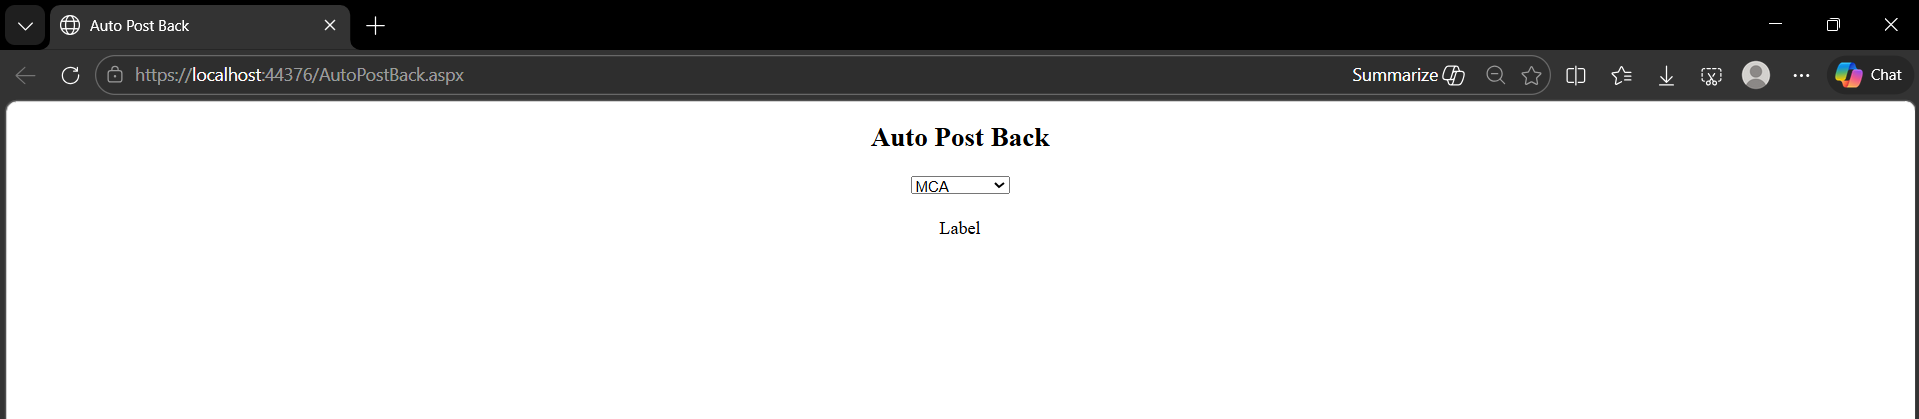 Auto Post Back
https://localhost:44376/AutoPostBack.aspx
Summarize
Chat
Auto Post Back
MCA
Label